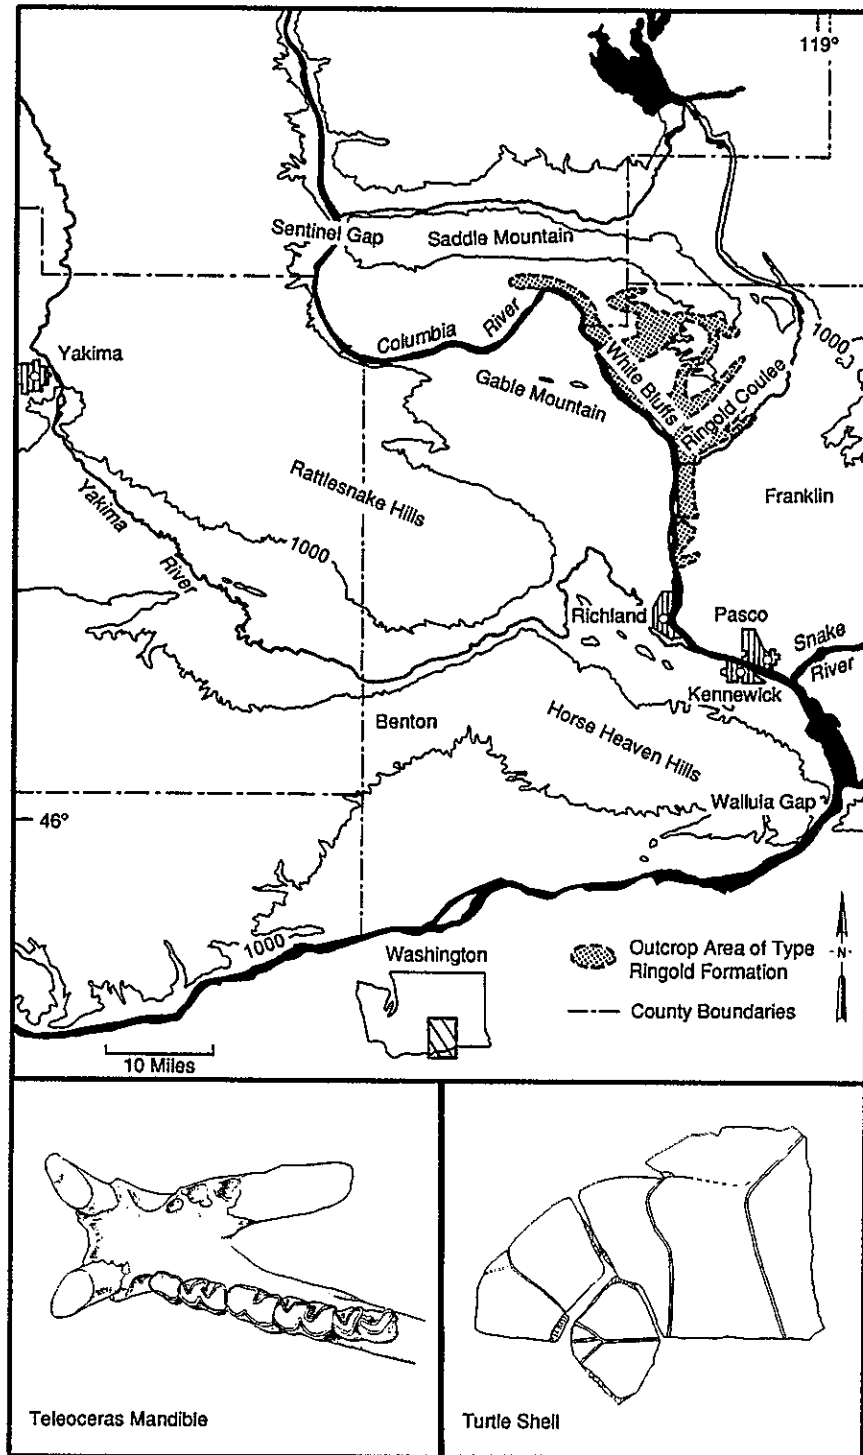 119°
Sentinel Gap
Saddle Mountain
Columbia River
1000
Yakima
White Bluffs
Ringold Coulee
Gable Mountain
Rattlesnake Hills
Franklin
Yakima River
1000
Richland
Pasco
Snake River
Kennewick
Benton
Horse Heaven Hills
Wallula Gap
46°
1000
Washington
Outcrop Area of Type
Ringold Formation
-N-
County Boundaries
10 Miles
Teleoceras Mandible
Turtle Shell